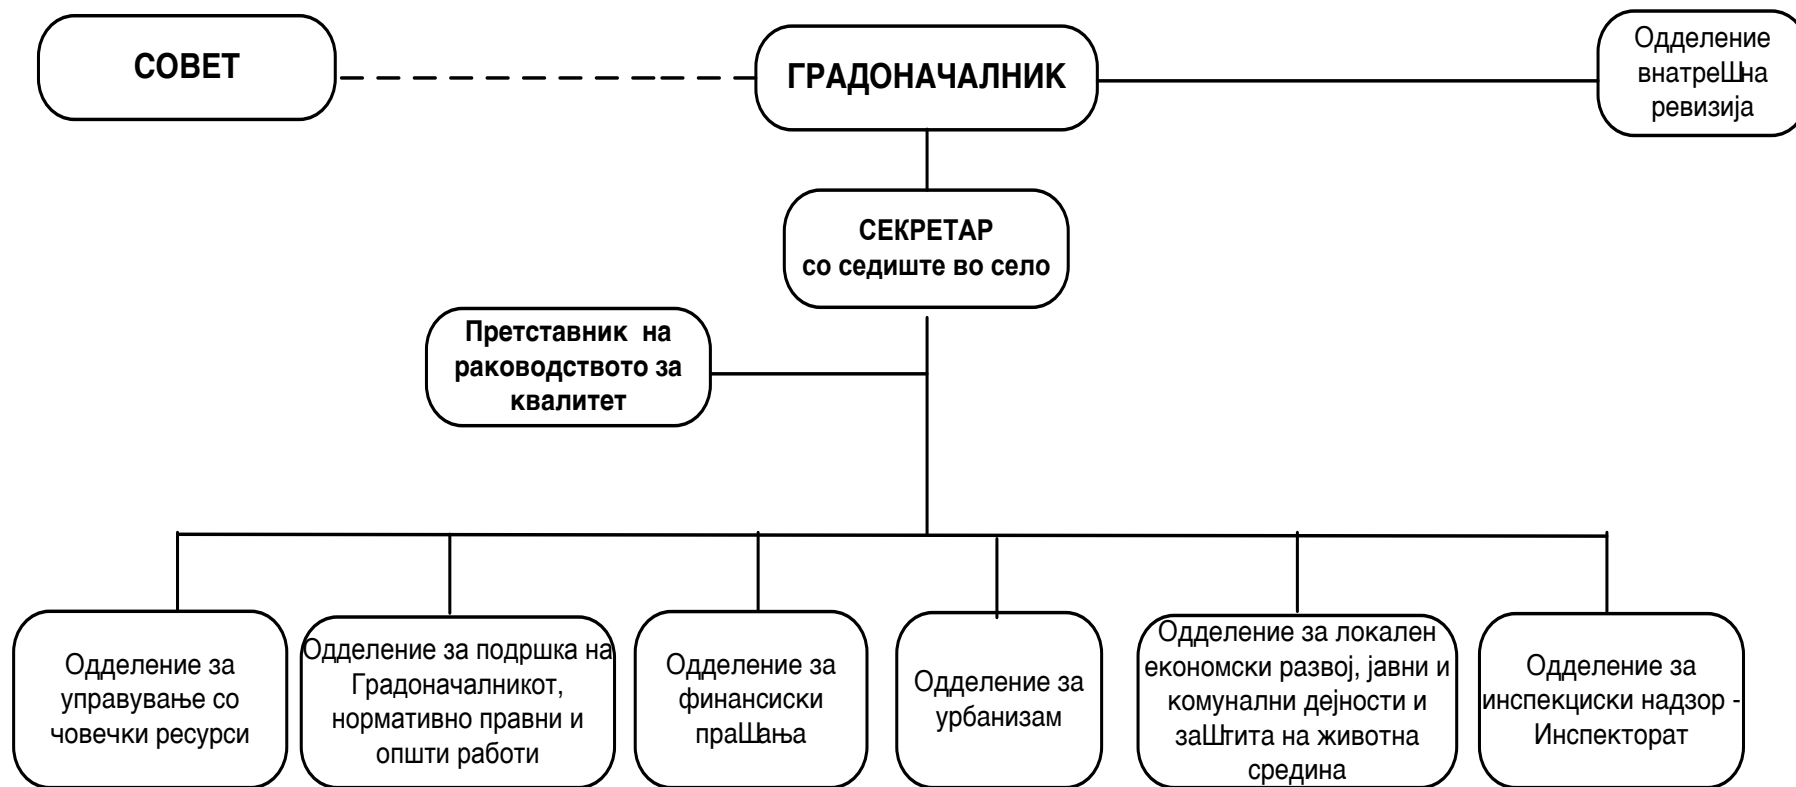 СОВЕТ
ГРАДОНАЧАЛНИК
Одделение
внатреШна
ревизија
СЕКРЕТАР
со седиште во село
Претставник на
раководството за
квалитет
Одделение за
управување со
човечки ресурси
Одделение за подршка на
Градоначалникот,
нормативно правни и
општи работи
Одделение за
финансиски
праШања
Одделение за
урбанизам
Одделение за локален
економски развој, јавни и
комунални дејности и
заШтита на животна
средина
Одделение за
инспекциски надзор -
Инспекторат